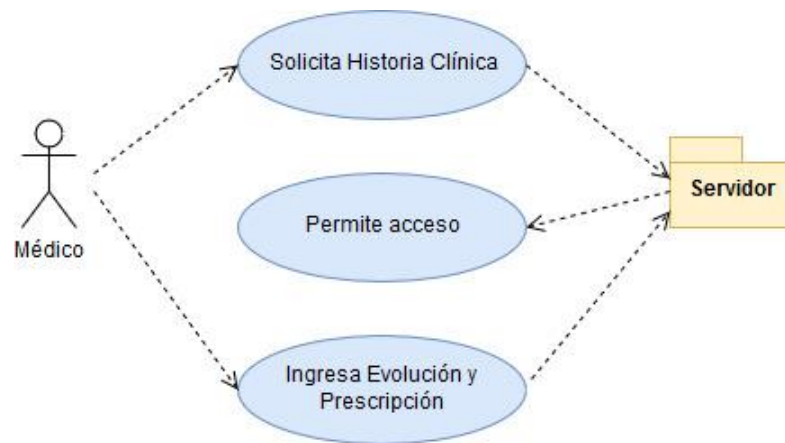 Solicita Historia Clínica
Servidor
Permite acceso
Médico
Ingresa Evolución y
Prescripción